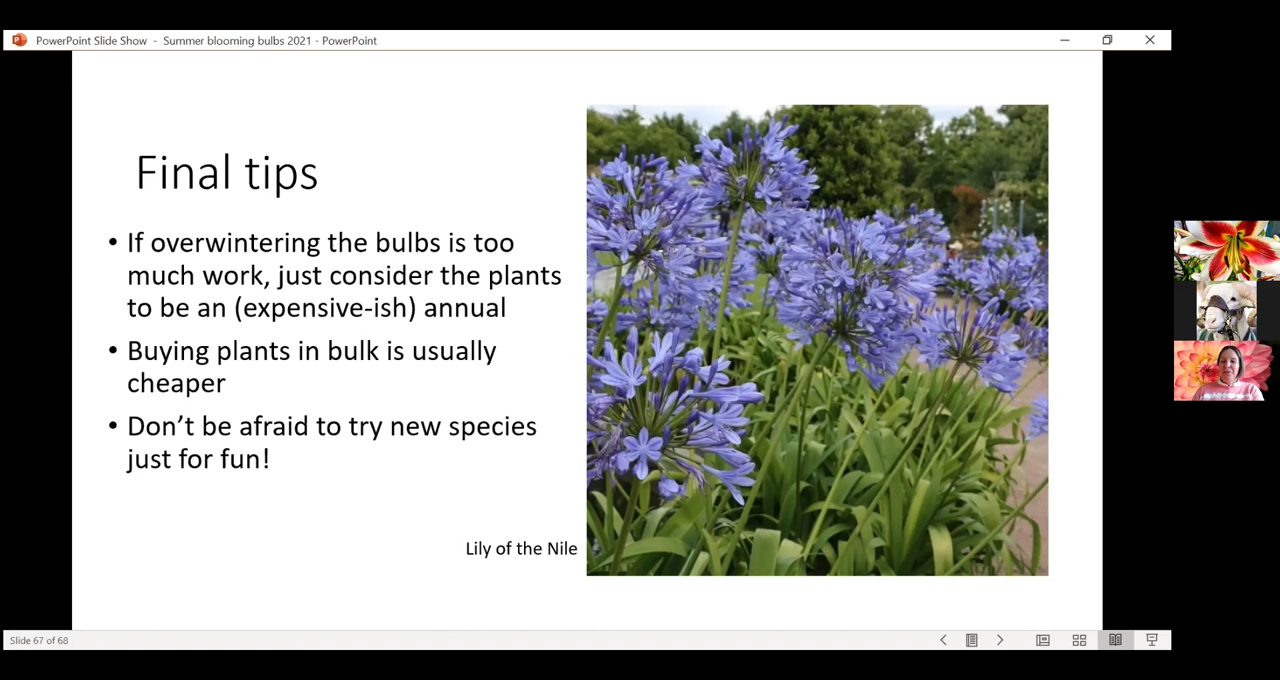 PowerPoint Slide Show - Summer blooming bulbs 2021 - PowerPoint
Final tips
• If overwintering the bulbs is too
much work, just consider the plants
to be an (expensive-ish) annual
• Buying plants in bulk is usually
cheaper
• Don’t be afraid to try new species
just for fun!
Lily of the Nile
Slide 67 of 68